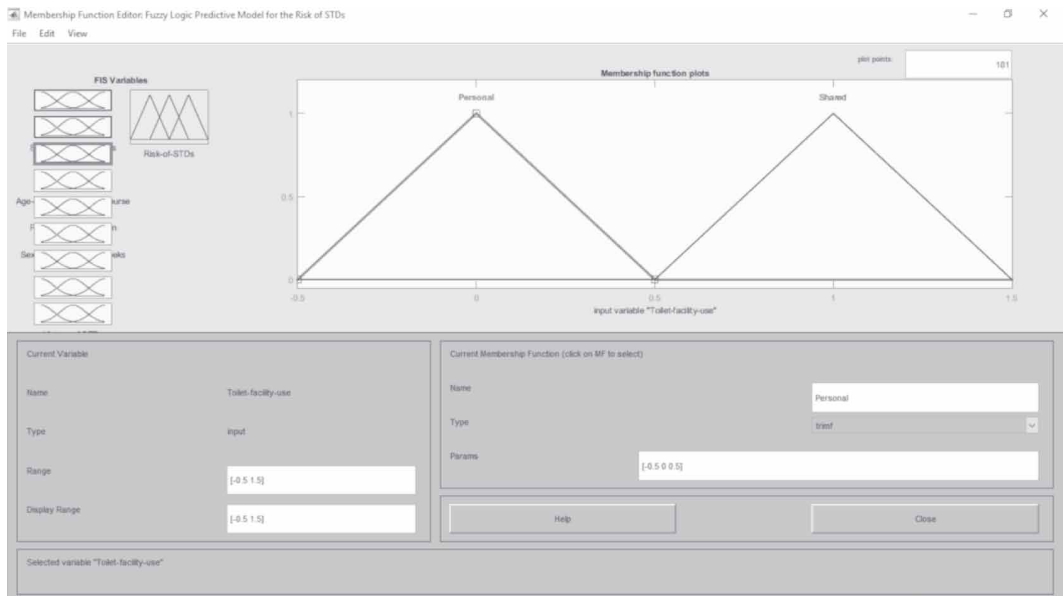 Membership Function Editor: Fuzzy Logic Predictive Model for the Risk of STDs
File Edit View
plot points:
101
FIS Variables
Membership function plots
Personal
Shared
Risk-of-STDs
Age-
urse
Sex
eks
1
0.5
0
-0.5 0 0.5 1 1.5
input variable "Toilet-facility-use"
Current Variable
Name
Toilet-facility-use
Type
input
Range
[-0.5 1.5]
Display Range
[-0.5 1.5]
Current Membership Function (click on MF to select)
Name
Personal
Type
trimf
Params
[-0.5 0 0.5]
Help
Close
Selected variable "Toilet-facility-use"